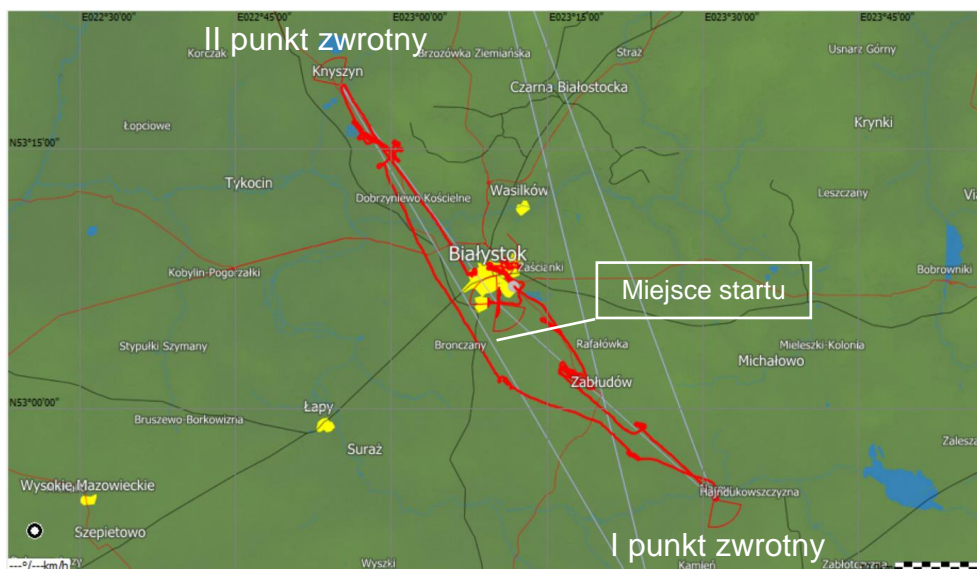 E022°30'00" E022°45'00" E023°00'00" E023°15'00" E023°30'00" E023°45'00"
II punkt zwrotny
Korczak Brzozówka Ziemiańska Straż Usnarz Górny
Knyszyn
Czarna Białostocka
Łopciowe Krynki
N53°15'00"
Tykocin Wasilków Leszczany
Dobrzyniewo Kościelne
Białystok
Zaścianki
Kobylin-Pogorzałki Bobrowniki
Miejsce startu
Stypułki Szymany Bronczany Rafałówka Mieleszki-Kolonia
Michałowo
Zabłudów
N53°00'00"
Łapy
Bruszewo-Borkowizna
Suraż
Wysokie Mazowieckie
Hajndukowszczyzna
Szepietowo
I punkt zwrotny
---°/---km/h Wyszki Kamień